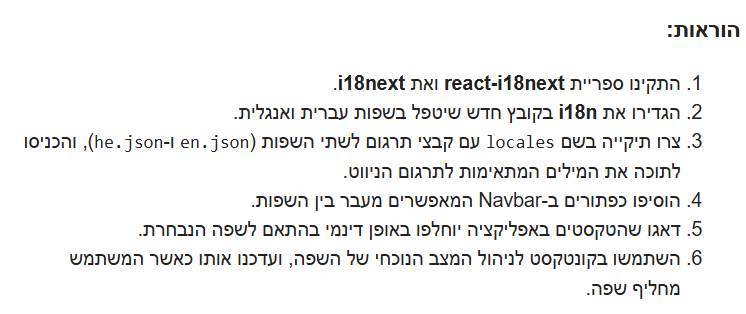 הוראות:
1. התקינו ספריית react-i18next ואת i18next.
2. הגדירו את i18n בקובץ חדש שיטפל בשפות עברית ואנגלית.
3. צרו תיקייה בשם locales עם קבצי תרגום לשתי השפות (en.json ו-he.json), והכניסו
לתוכה את המילים המתאימות לתרגום הניווט.
4. הוסיפו כפתורים ב-Navbar המאפשרים מעבר בין השפות.
5. דאגו שהטקסטים באפליקציה יוחלפו באופן דינמי בהתאם לשפה הנבחרת.
6. השתמשו בקונטקסט לניהול המצב הנוכחי של השפה, ועדכנו אותו כאשר המשתמש
מחליף שפה.